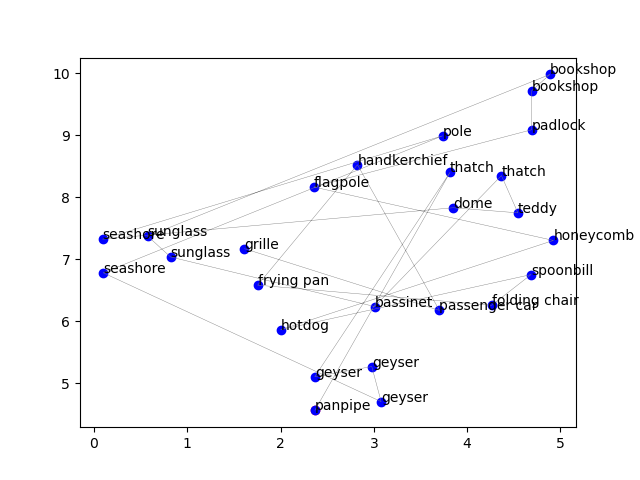 bookshop
10
bookshop
padlock
9
pole
handkerchief
thatch
thatch
flagpole
8
dome
teddy
seashore
sunglass
honeycomb
grille
sunglass
7
seashore
spoonbill
frying pan
bassinet
folding chair
passenger car
6
hotdog
geyser
geyser
5
geyser
panpipe
0 1 2 3 4 5